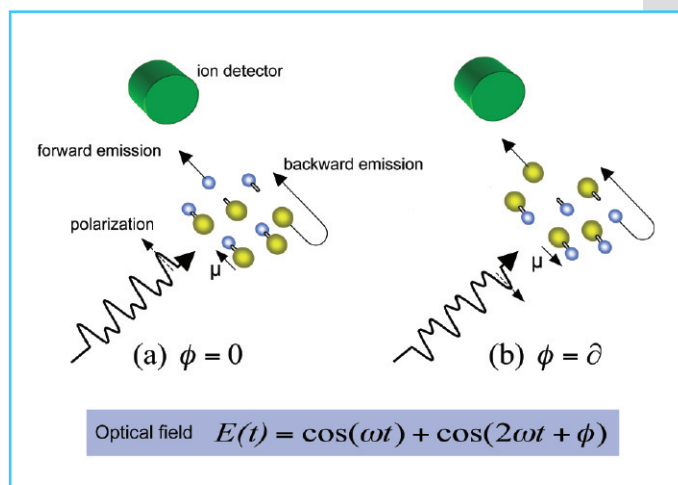 ion detector
forward emission
backward emission
polarization
μ
μ
(a) ϕ = 0
(b) ϕ = ∂
Optical field E(t) = cos(ωt) + cos(2ωt + ϕ)